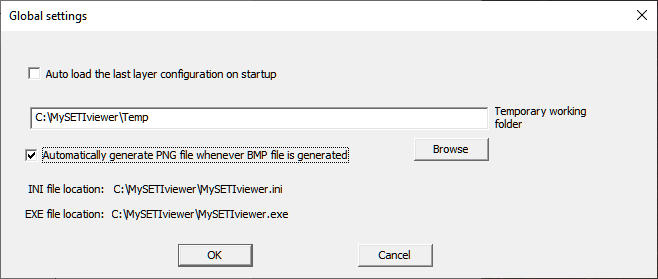 Global settings
Auto load the last layer configuration on startup
C:\MySETIviewer\Temp
Temporary working
folder
Automatically generate PNG file whenever BMP file is generated
Browse
INI file location: C:\MySETIviewer\MySETIviewer.ini
EXE file location: C:\MySETIviewer\MySETIviewer.exe
OK
Cancel